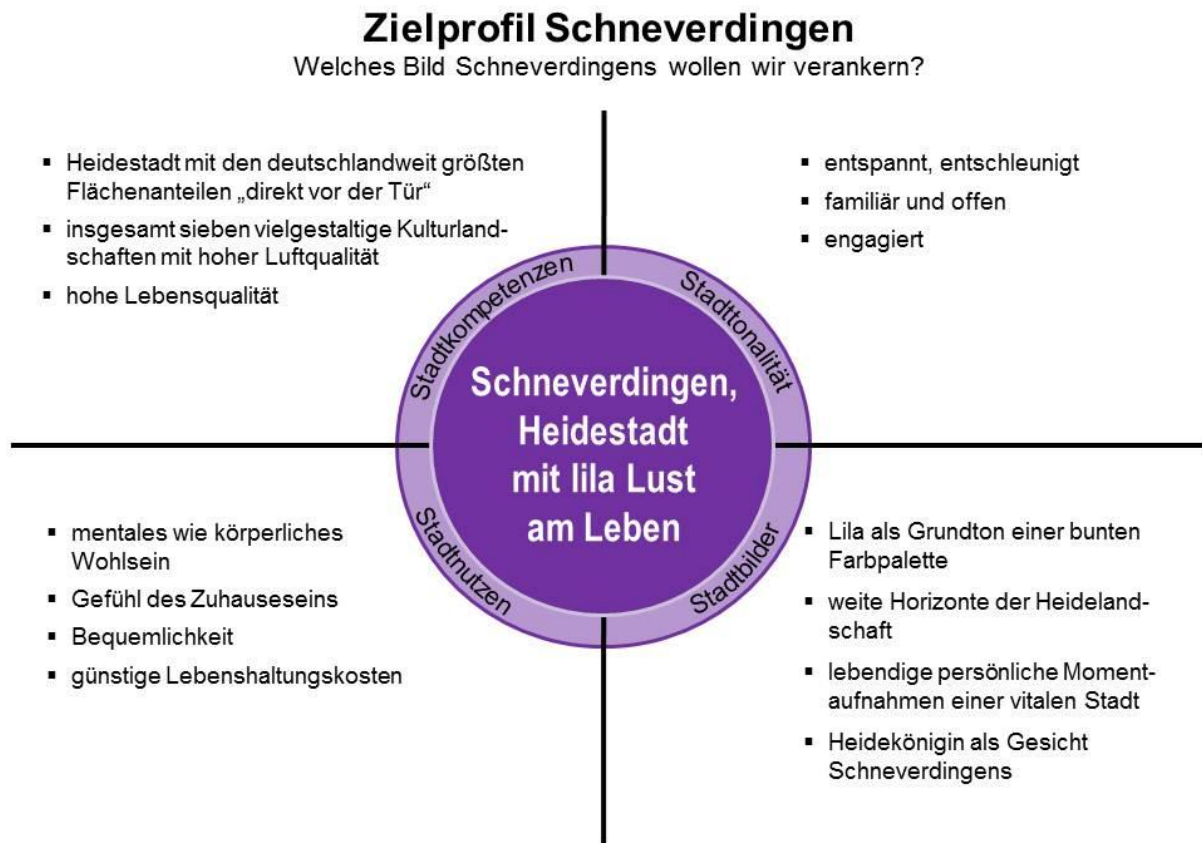 Zielprofil Schneverdingen
Welches Bild Schneverdingens wollen wir verankern?
▪ Heidestadt mit den deutschlandweit größten
Flächenanteilen „direkt vor der Tür“
▪ insgesamt sieben vielgestaltige Kulturland-
schaften mit hoher Luftqualität
▪ hohe Lebensqualität
▪ entspannt, entschleunigt
▪ familiär und offen
▪ engagiert
Stadtkompetenzen
Stadttonalität
Schneverdingen,
Heidestadt
mit lila Lust
am Leben
Stadtnutzen
Stadtbilder
▪ mentales wie körperliches
Wohlsein
▪ Gefühl des Zuhauseseins
▪ Bequemlichkeit
▪ günstige Lebenshaltungskosten
▪ Lila als Grundton einer bunten
Farbpalette
▪ weite Horizonte der Heideland-
schaft
▪ lebendige persönliche Moment-
aufnahmen einer vitalen Stadt
▪ Heidekönigin als Gesicht
Schneverdingens